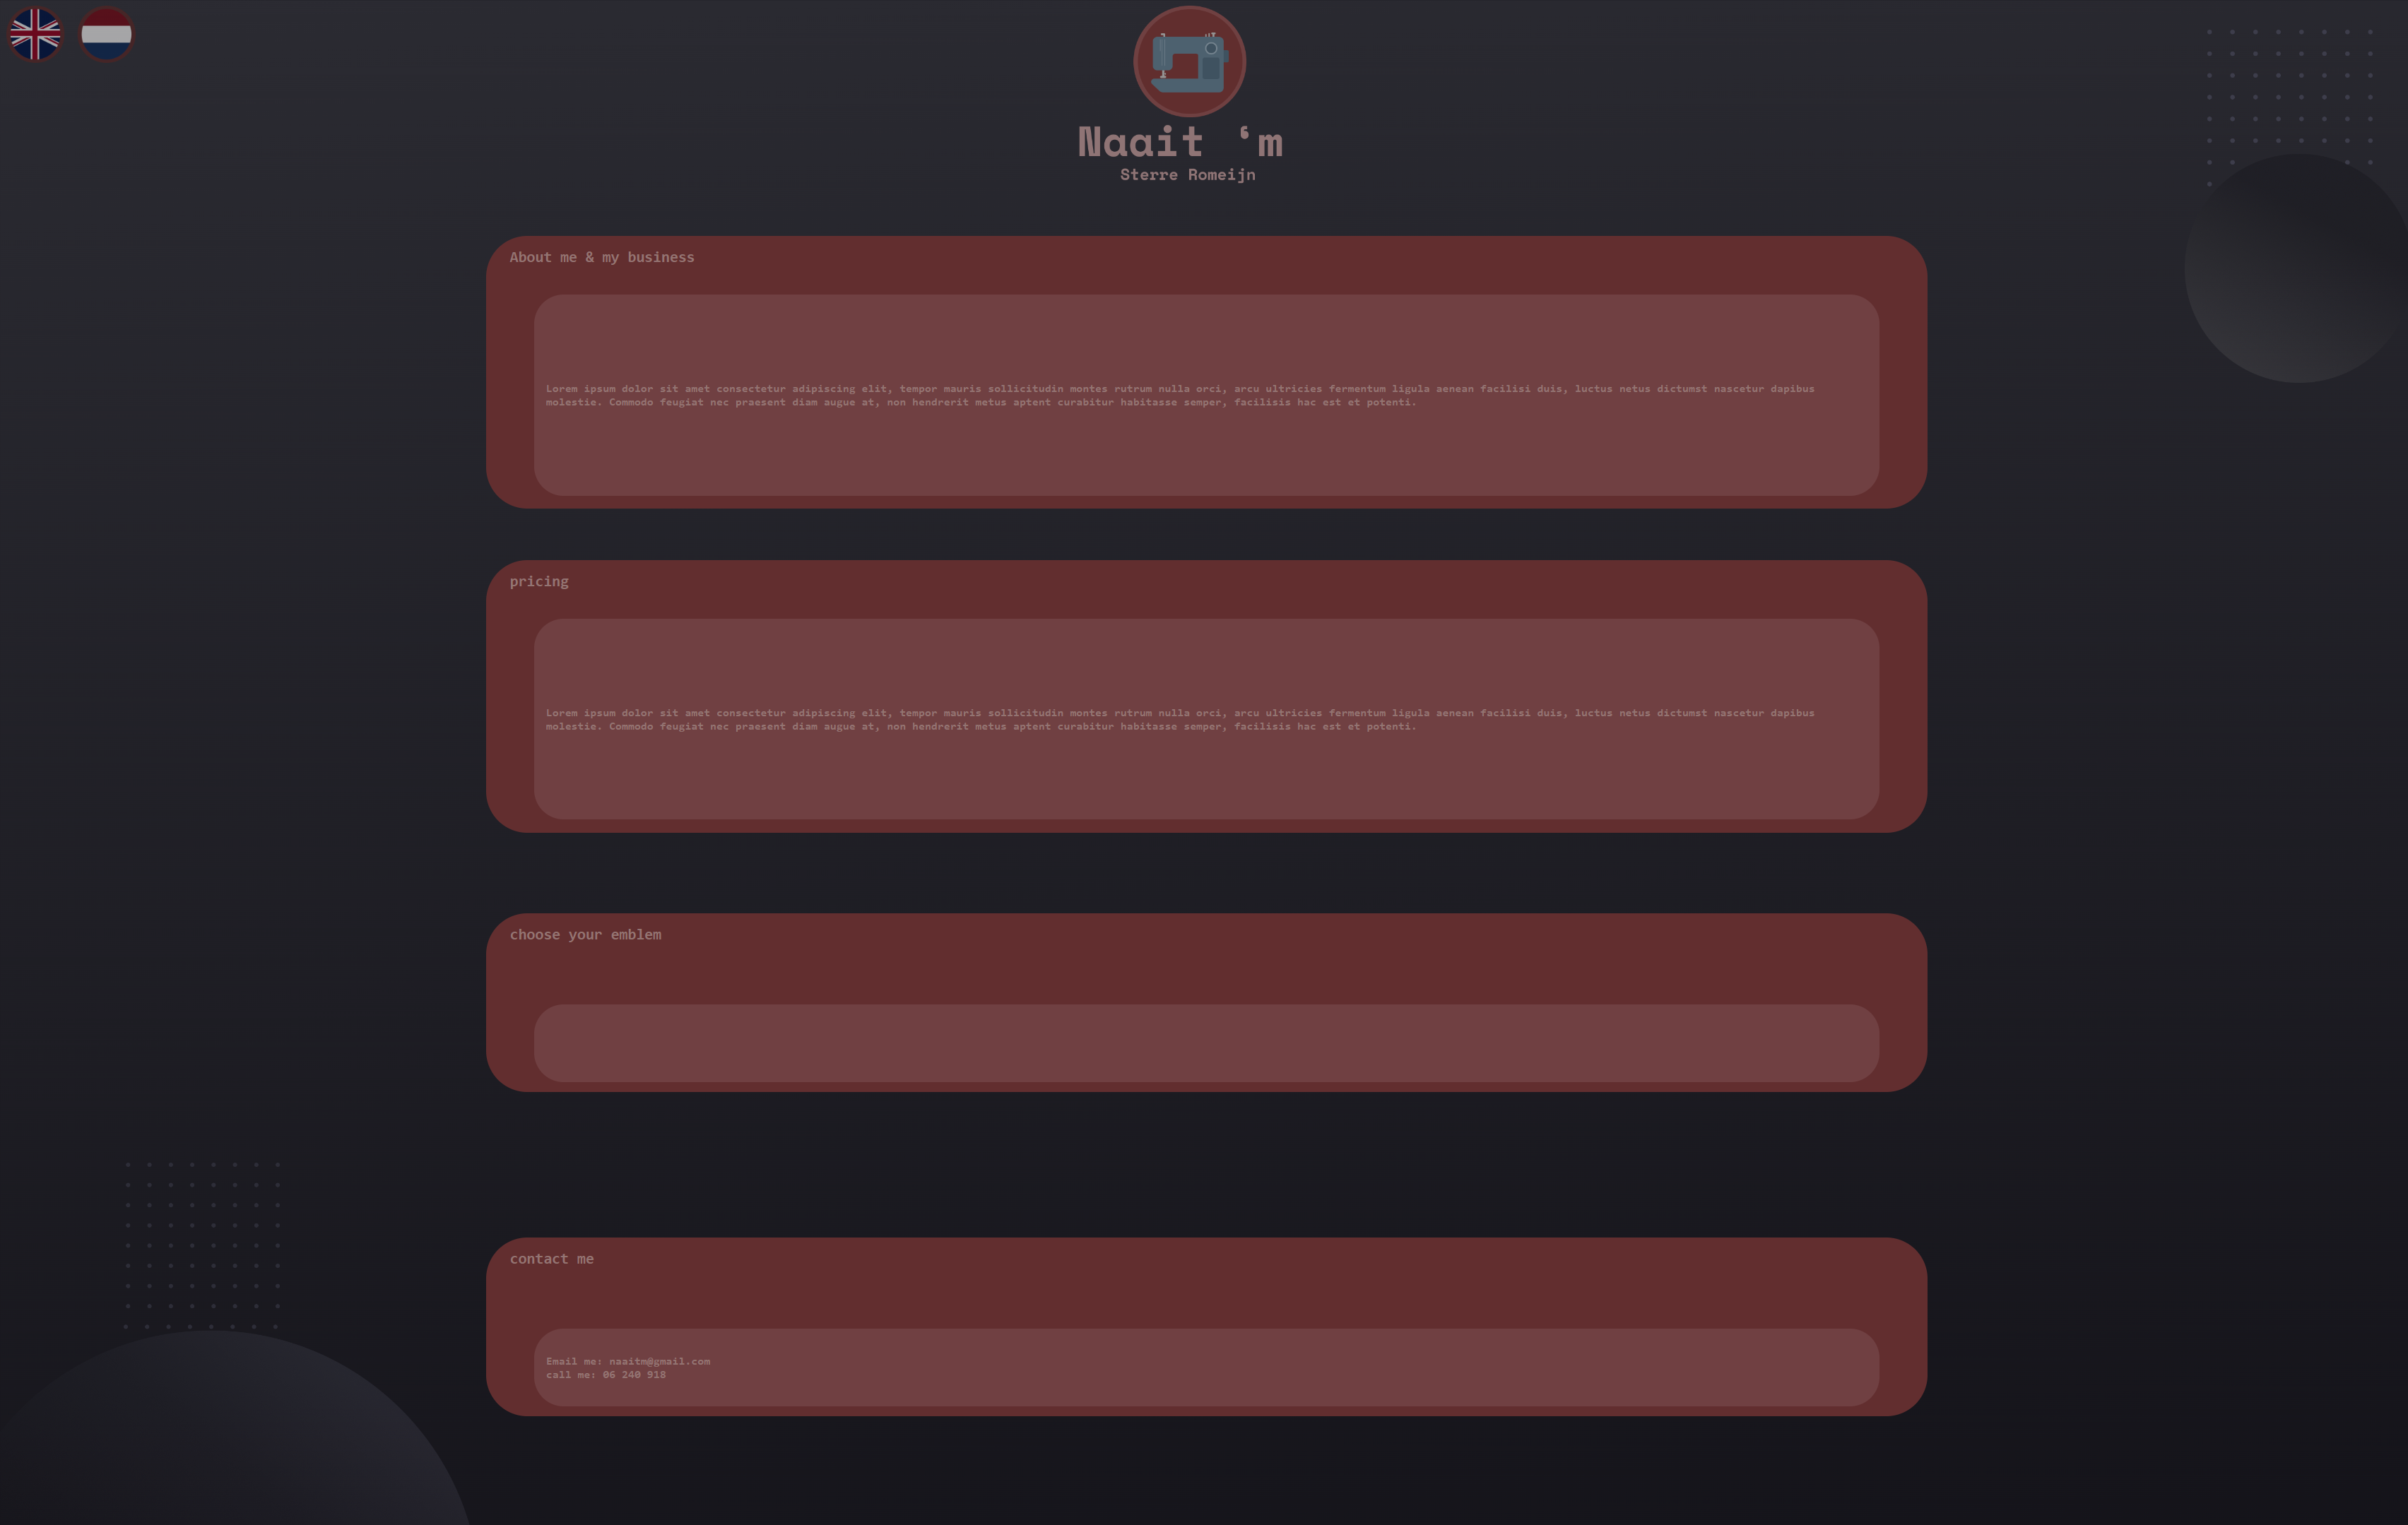 Naait ‘m
Sterre Romeijn
About me & my business
Lorem ipsum dolor sit amet consectetur adipiscing elit, tempor mauris sollicitudin montes rutrum nulla orci, arcu ultricies fermentum ligula aenean facilisi duis, luctus netus dictumst nascetur dapibus
molestie. Commodo feugiat nec praesent diam augue at, non hendrerit metus aptent curabitur habitasse semper, facilisis hac est et potenti.
pricing
Lorem ipsum dolor sit amet consectetur adipiscing elit, tempor mauris sollicitudin montes rutrum nulla orci, arcu ultricies fermentum ligula aenean facilisi duis, luctus netus dictumst nascetur dapibus
molestie. Commodo feugiat nec praesent diam augue at, non hendrerit metus aptent curabitur habitasse semper, facilisis hac est et potenti.
choose your emblem
contact me
Email me: naaitm@gmail.com
call me: 06 240 918